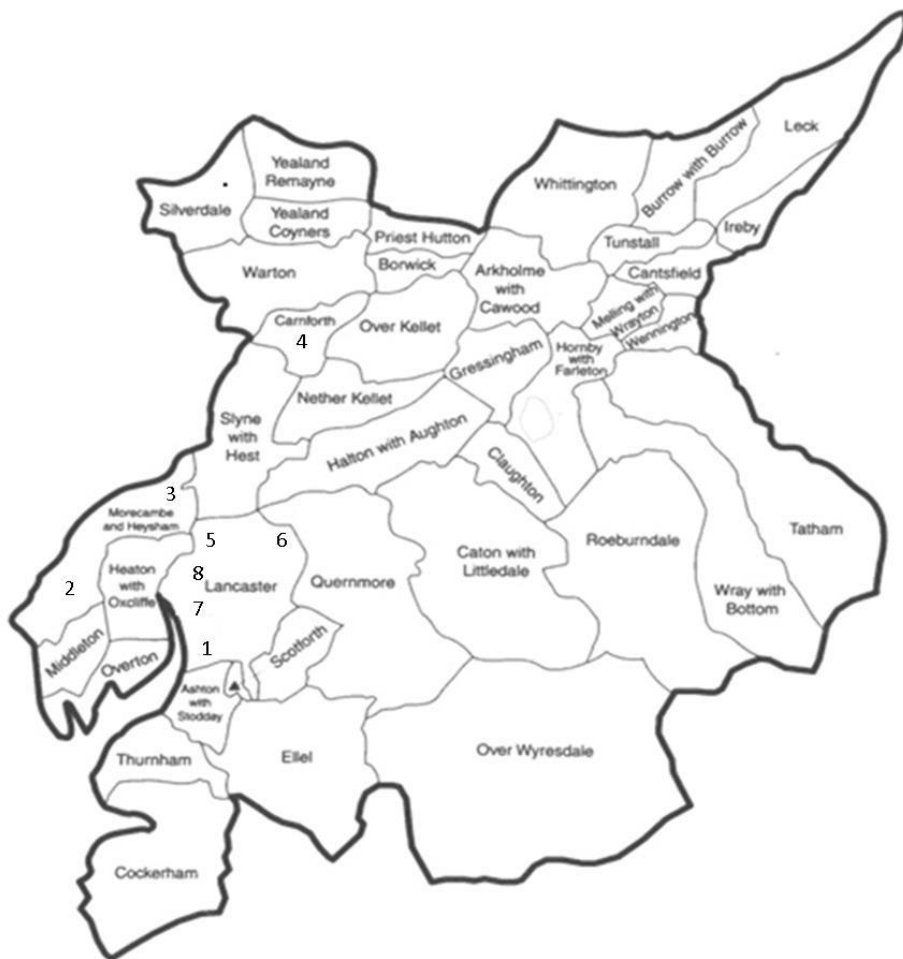 Leck
Burrow with Burrow
Yealand
Remayne
Whittington
Silverdale
Yealand
Coyners
Ireby
Priest Hutton
Tunstall
Borwick
Warton
Arkholme
with
Cawood
Cantsfield
Melling with
Wrayton
Carnforth
4
Over Kellet
Wennington
Gressingham
Hornby
with
Farleton
Nether Kellet
Slyne
with
Hest
Halton with Aughton
Claughton
3
Morecambe
and Heysham
5
6
Tatham
Roeburndale
Caton with
Littledale
2
Heaton
with
Oxcliffe
8
Lancaster
Quernmore
7
Wray with
Bottom
1
Middleton
Overton
Scotforth
Ashton
with
Stodday
Thurnham
Ellel
Over Wyresdale
Cockerham